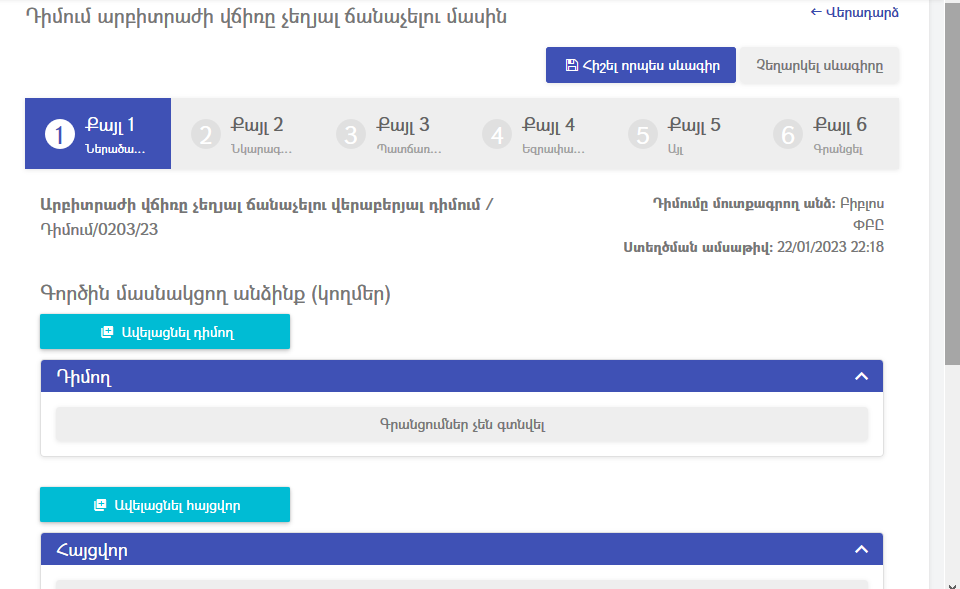 Դիմում արբիտրաժի վճիռը չեղյալ ճանաչելու մասին
← Վերադարձ
Հիշել որպես սևագիր
Չեղարկել սևագիրը
1 Քայլ 1
Ներածա...
2 Քայլ 2
Նկարագ...
3 Քայլ 3
Պատճառ...
4 Քայլ 4
Եզրափա...
5 Քայլ 5
Այլ
6 Քայլ 6
Գրանցել
Արբիտրաժի վճիռը չեղյալ ճանաչելու վերաբերյալ դիմում /
Դիմում/0203/23
Դիմումը մուտքագրող անձ: Բիբլոս
ՓԲԸ
Ստեղծման ամսաթիվ: 22/01/2023 22:18
Գործին մասնակցող անձինք (կողմեր)
Ավելացնել դիմող
Դիմող
Գրանցումներ չեն գտնվել
Ավելացնել հայցվոր
Հայցվոր